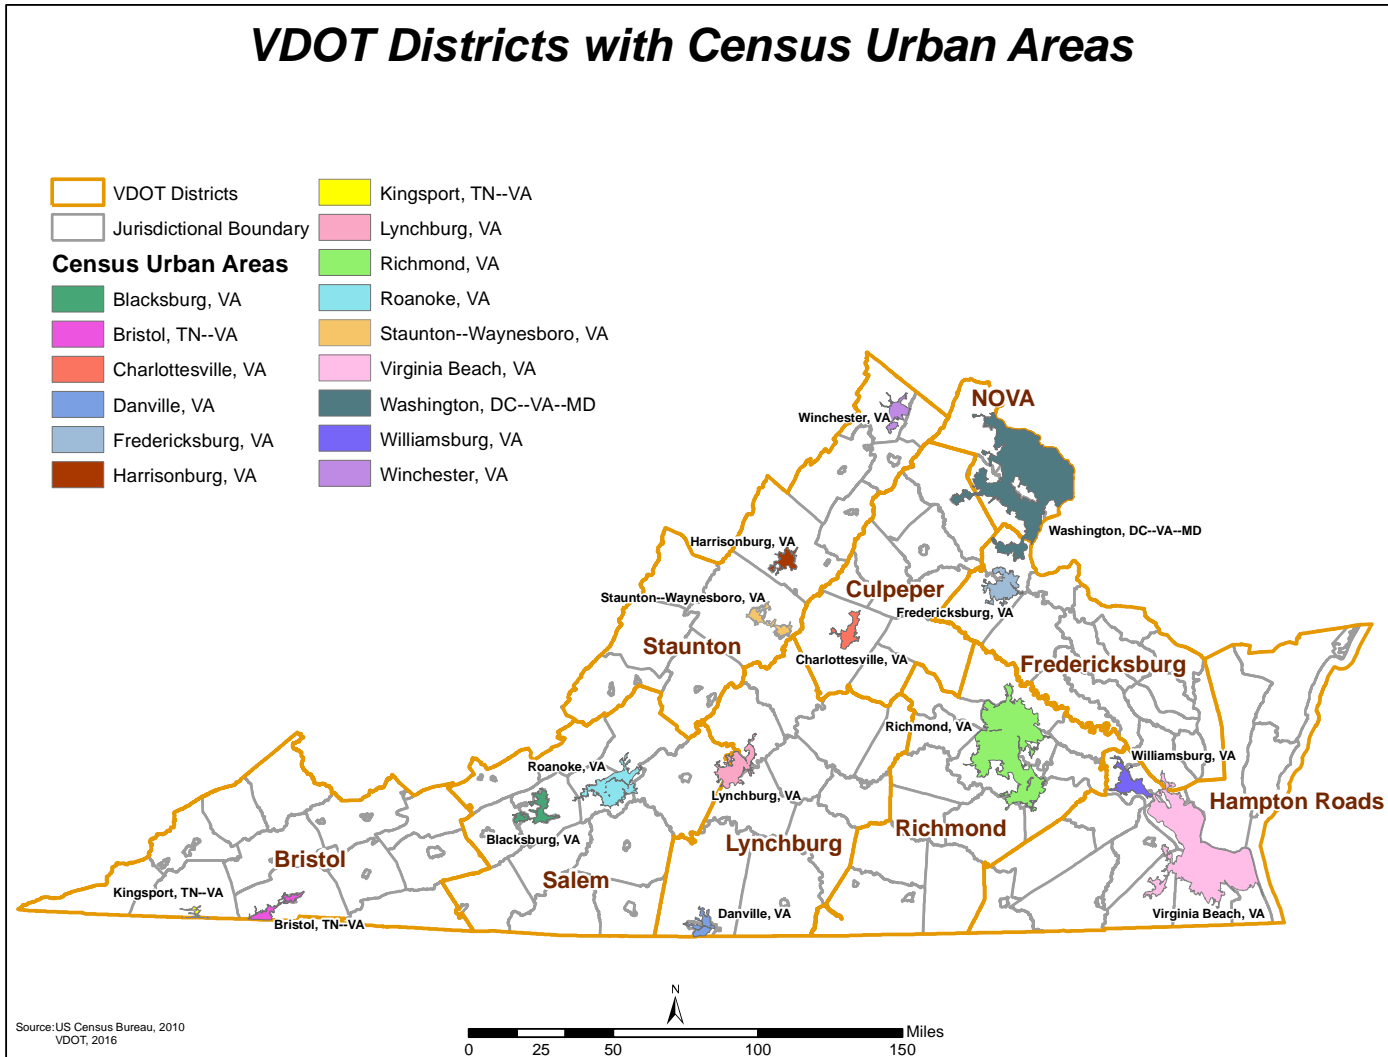 VDOT Districts with Census Urban Areas
VDOT Districts
Jurisdictional Boundary
Census Urban Areas
Blacksburg, VA
Bristol, TN--VA
Charlottesville, VA
Danville, VA
Fredericksburg, VA
Harrisonburg, VA
Kingsport, TN--VA
Lynchburg, VA
Richmond, VA
Roanoke, VA
Staunton--Waynesboro, VA
Virginia Beach, VA
Washington, DC--VA--MD
Williamsburg, VA
Winchester, VA
NOVA
Winchester, VA
Washington, DC--VA--MD
Harrisonburg, VA
Culpeper
Staunton--Waynesboro, VA
Fredericksburg, VA
Staunton
Charlottesville, VA
Fredericksburg
Richmond, VA
Williamsburg, VA
Roanoke, VA
Lynchburg, VA
Hampton Roads
Richmond
Blacksburg, VA
Lynchburg
Bristol
Salem
Kingsport, TN--VA
Bristol, TN--VA
Danville, VA
Virginia Beach, VA
N
Miles
0 25 50 100 150
Source:US Census Bureau, 2010
VDOT, 2016